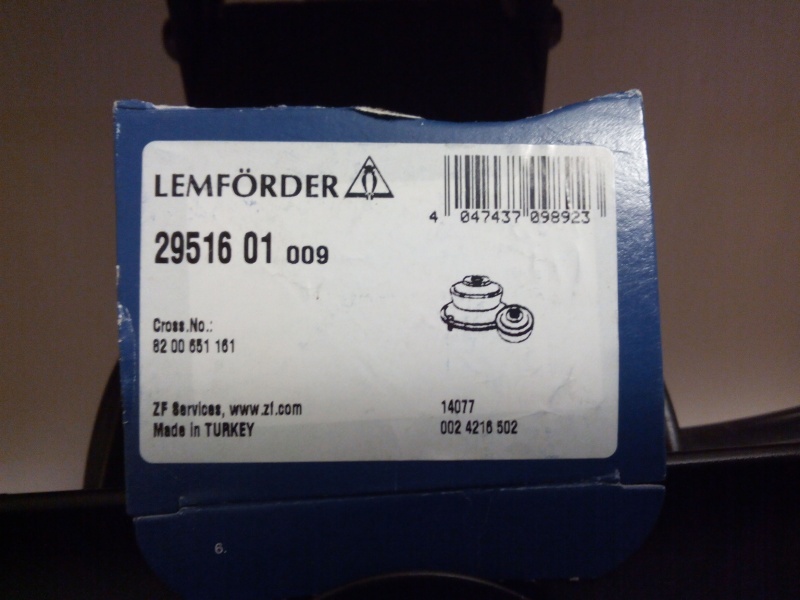 LEMFÖRDER
4 047437 098923
29516 01 009
Cross.No.:
82 00 651 161
ZF Services, www.zf.com
Made in TURKEY
14077
002 4216 502
6.